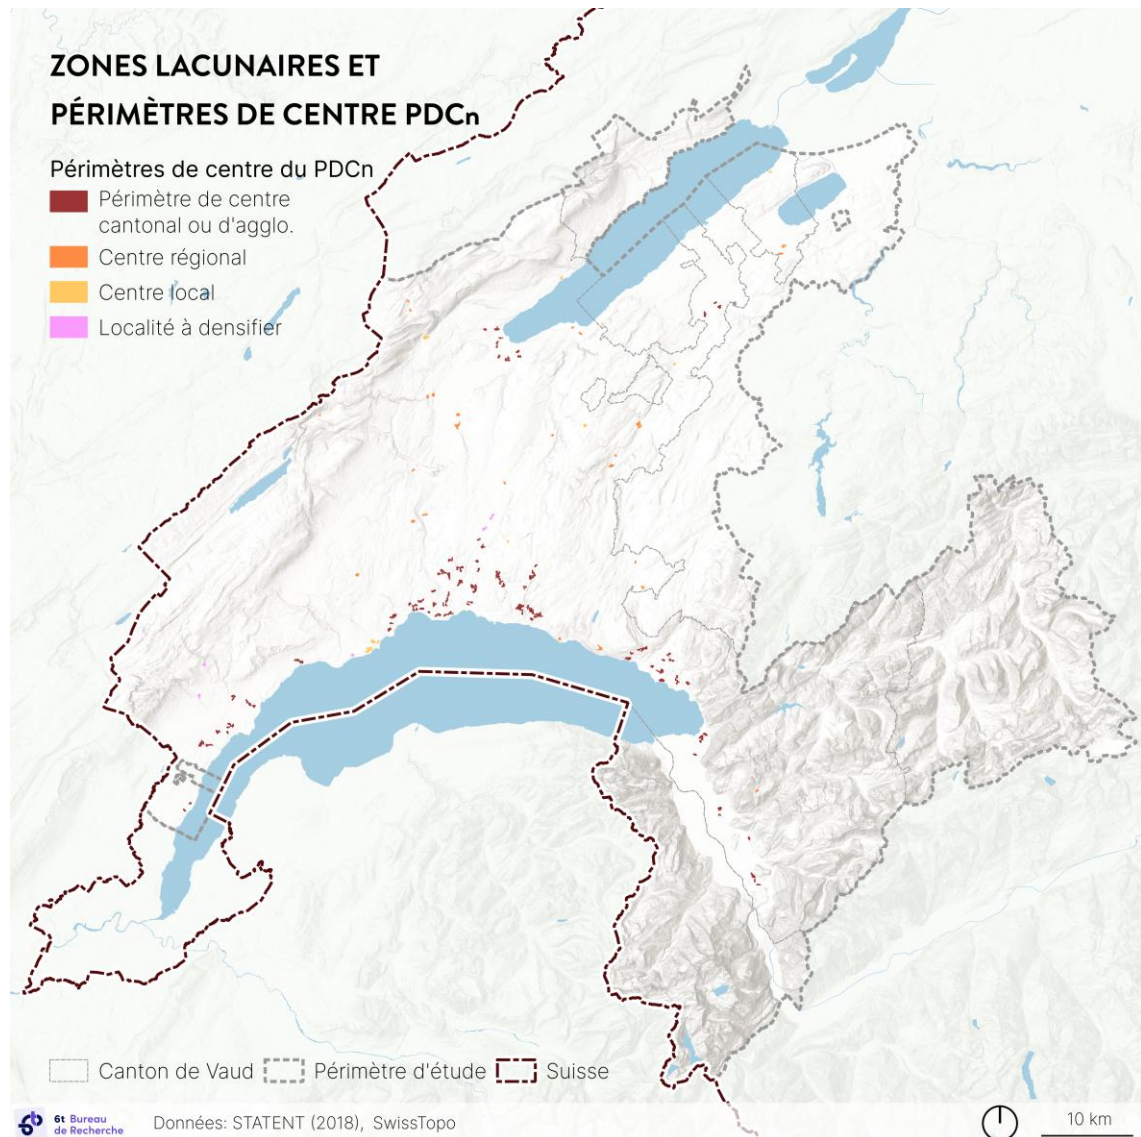 ZONES LACUNAIRES ET
PÉRIMÈTRES DE CENTRE PDCn
Périmètres de centre du PDCn
Périmètre de centre
cantonal ou d'agglo.
Centre régional
Centre local
Localité à densifier
Canton de Vaud
Périmètre d'étude
Suisse
6t Bureau
de Recherche
Données: STATENT (2018), SwissTopo
10 km